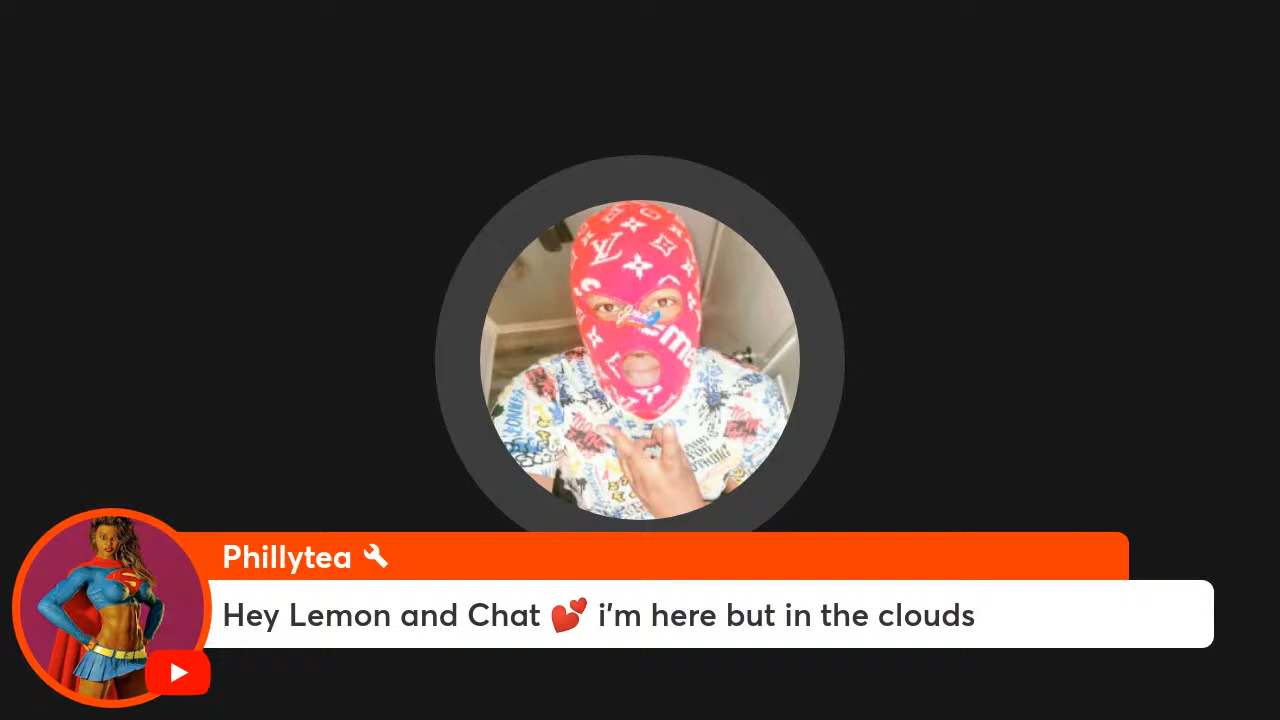 Phillytea
Hey Lemon and Chat 💕 i'm here but in the clouds